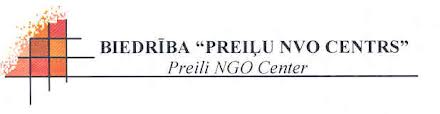 BIEDRĪBA “PREIĻU NVO CENTRS”
Preili NGO Center